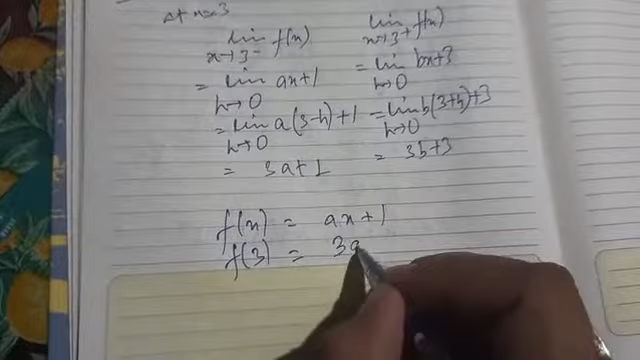 At x=3
lim x→3⁻ f(x)    lim x→3+ f(x)
= lim h→0 ax+1    = lim h→0 bx+3
= lim h→0 a(3-h)+1    = lim h→0 b(3+h)+3
= 3a+1    = 3b+3
f(x) = ax+1
f(3) = 3a